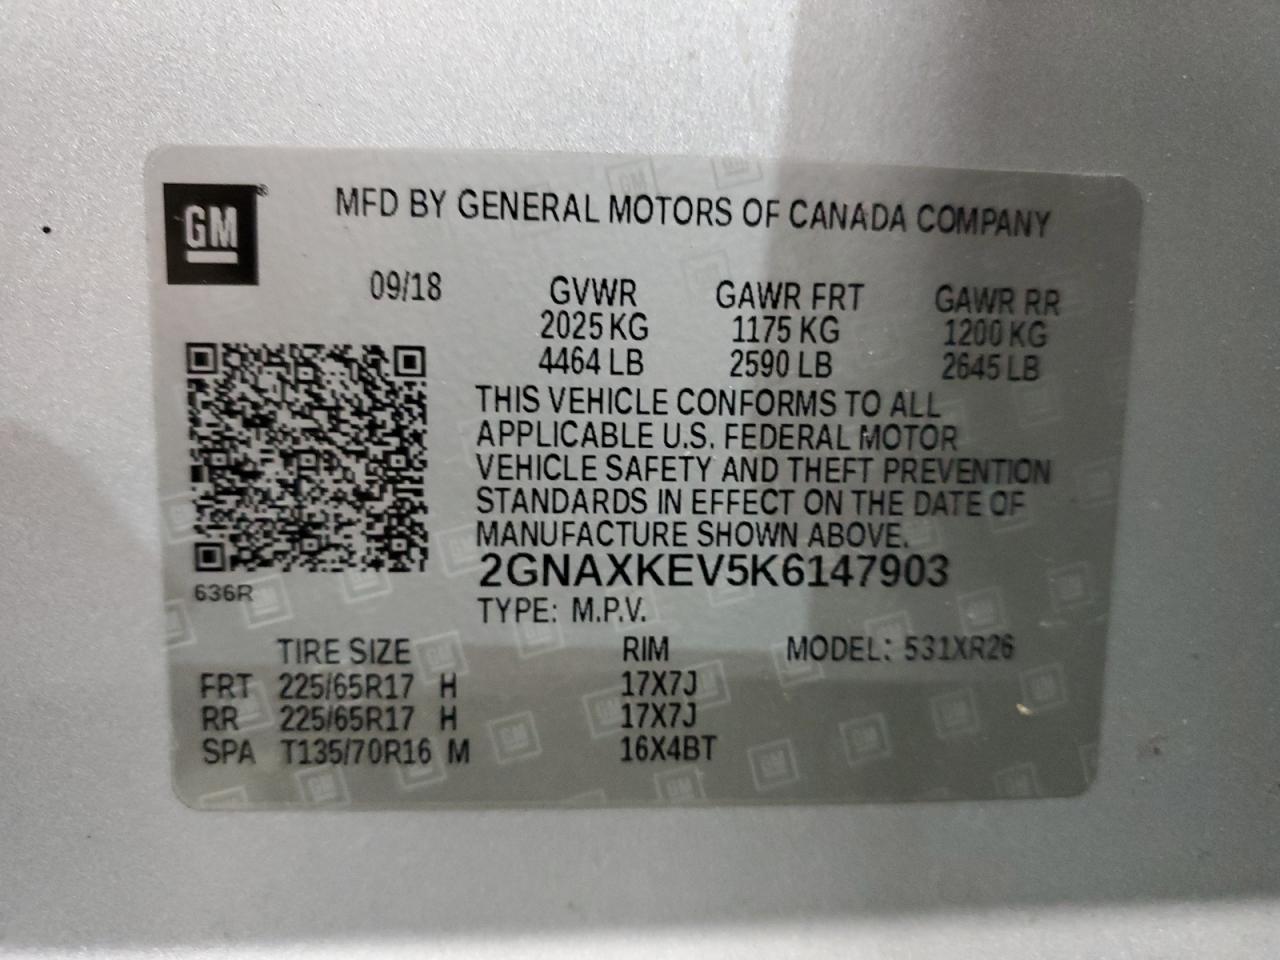 GM ® MFD BY GENERAL MOTORS OF CANADA COMPANY
09/18 GVWR GAWR FRT GAWR RR
2025 KG 1175 KG 1200 KG
4464 LB 2590 LB 2645 LB
THIS VEHICLE CONFORMS TO ALL
APPLICABLE U.S. FEDERAL MOTOR
VEHICLE SAFETY AND THEFT PREVENTION
STANDARDS IN EFFECT ON THE DATE OF
MANUFACTURE SHOWN ABOVE.
2GNAXKEV5K6147903
636R
TYPE: M.P.V.
TIRE SIZE RIM MODEL: 531XR26
FRT 225/65R17 H 17X7J
RR 225/65R17 H 17X7J
SPA T135/70R16 M 16X4BT